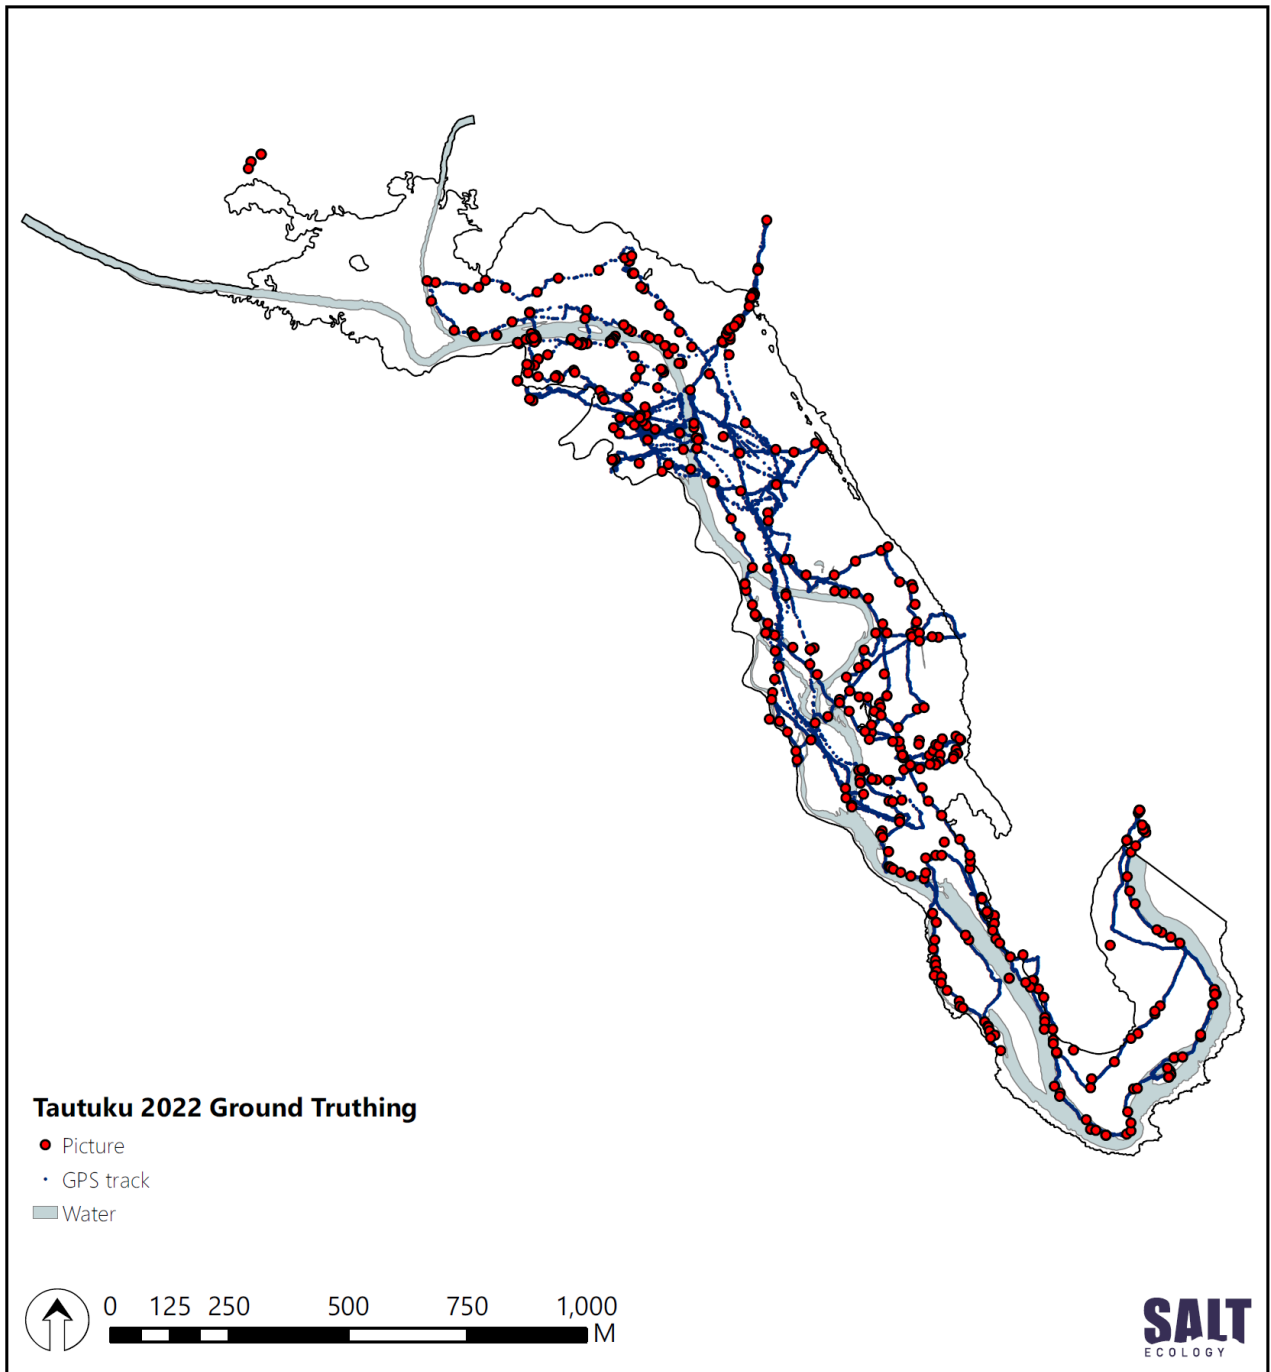 Tautuku 2022 Ground Truthing
Picture
GPS track
Water
0 125 250 500 750 1,000
M
SALT
ECOLOGY